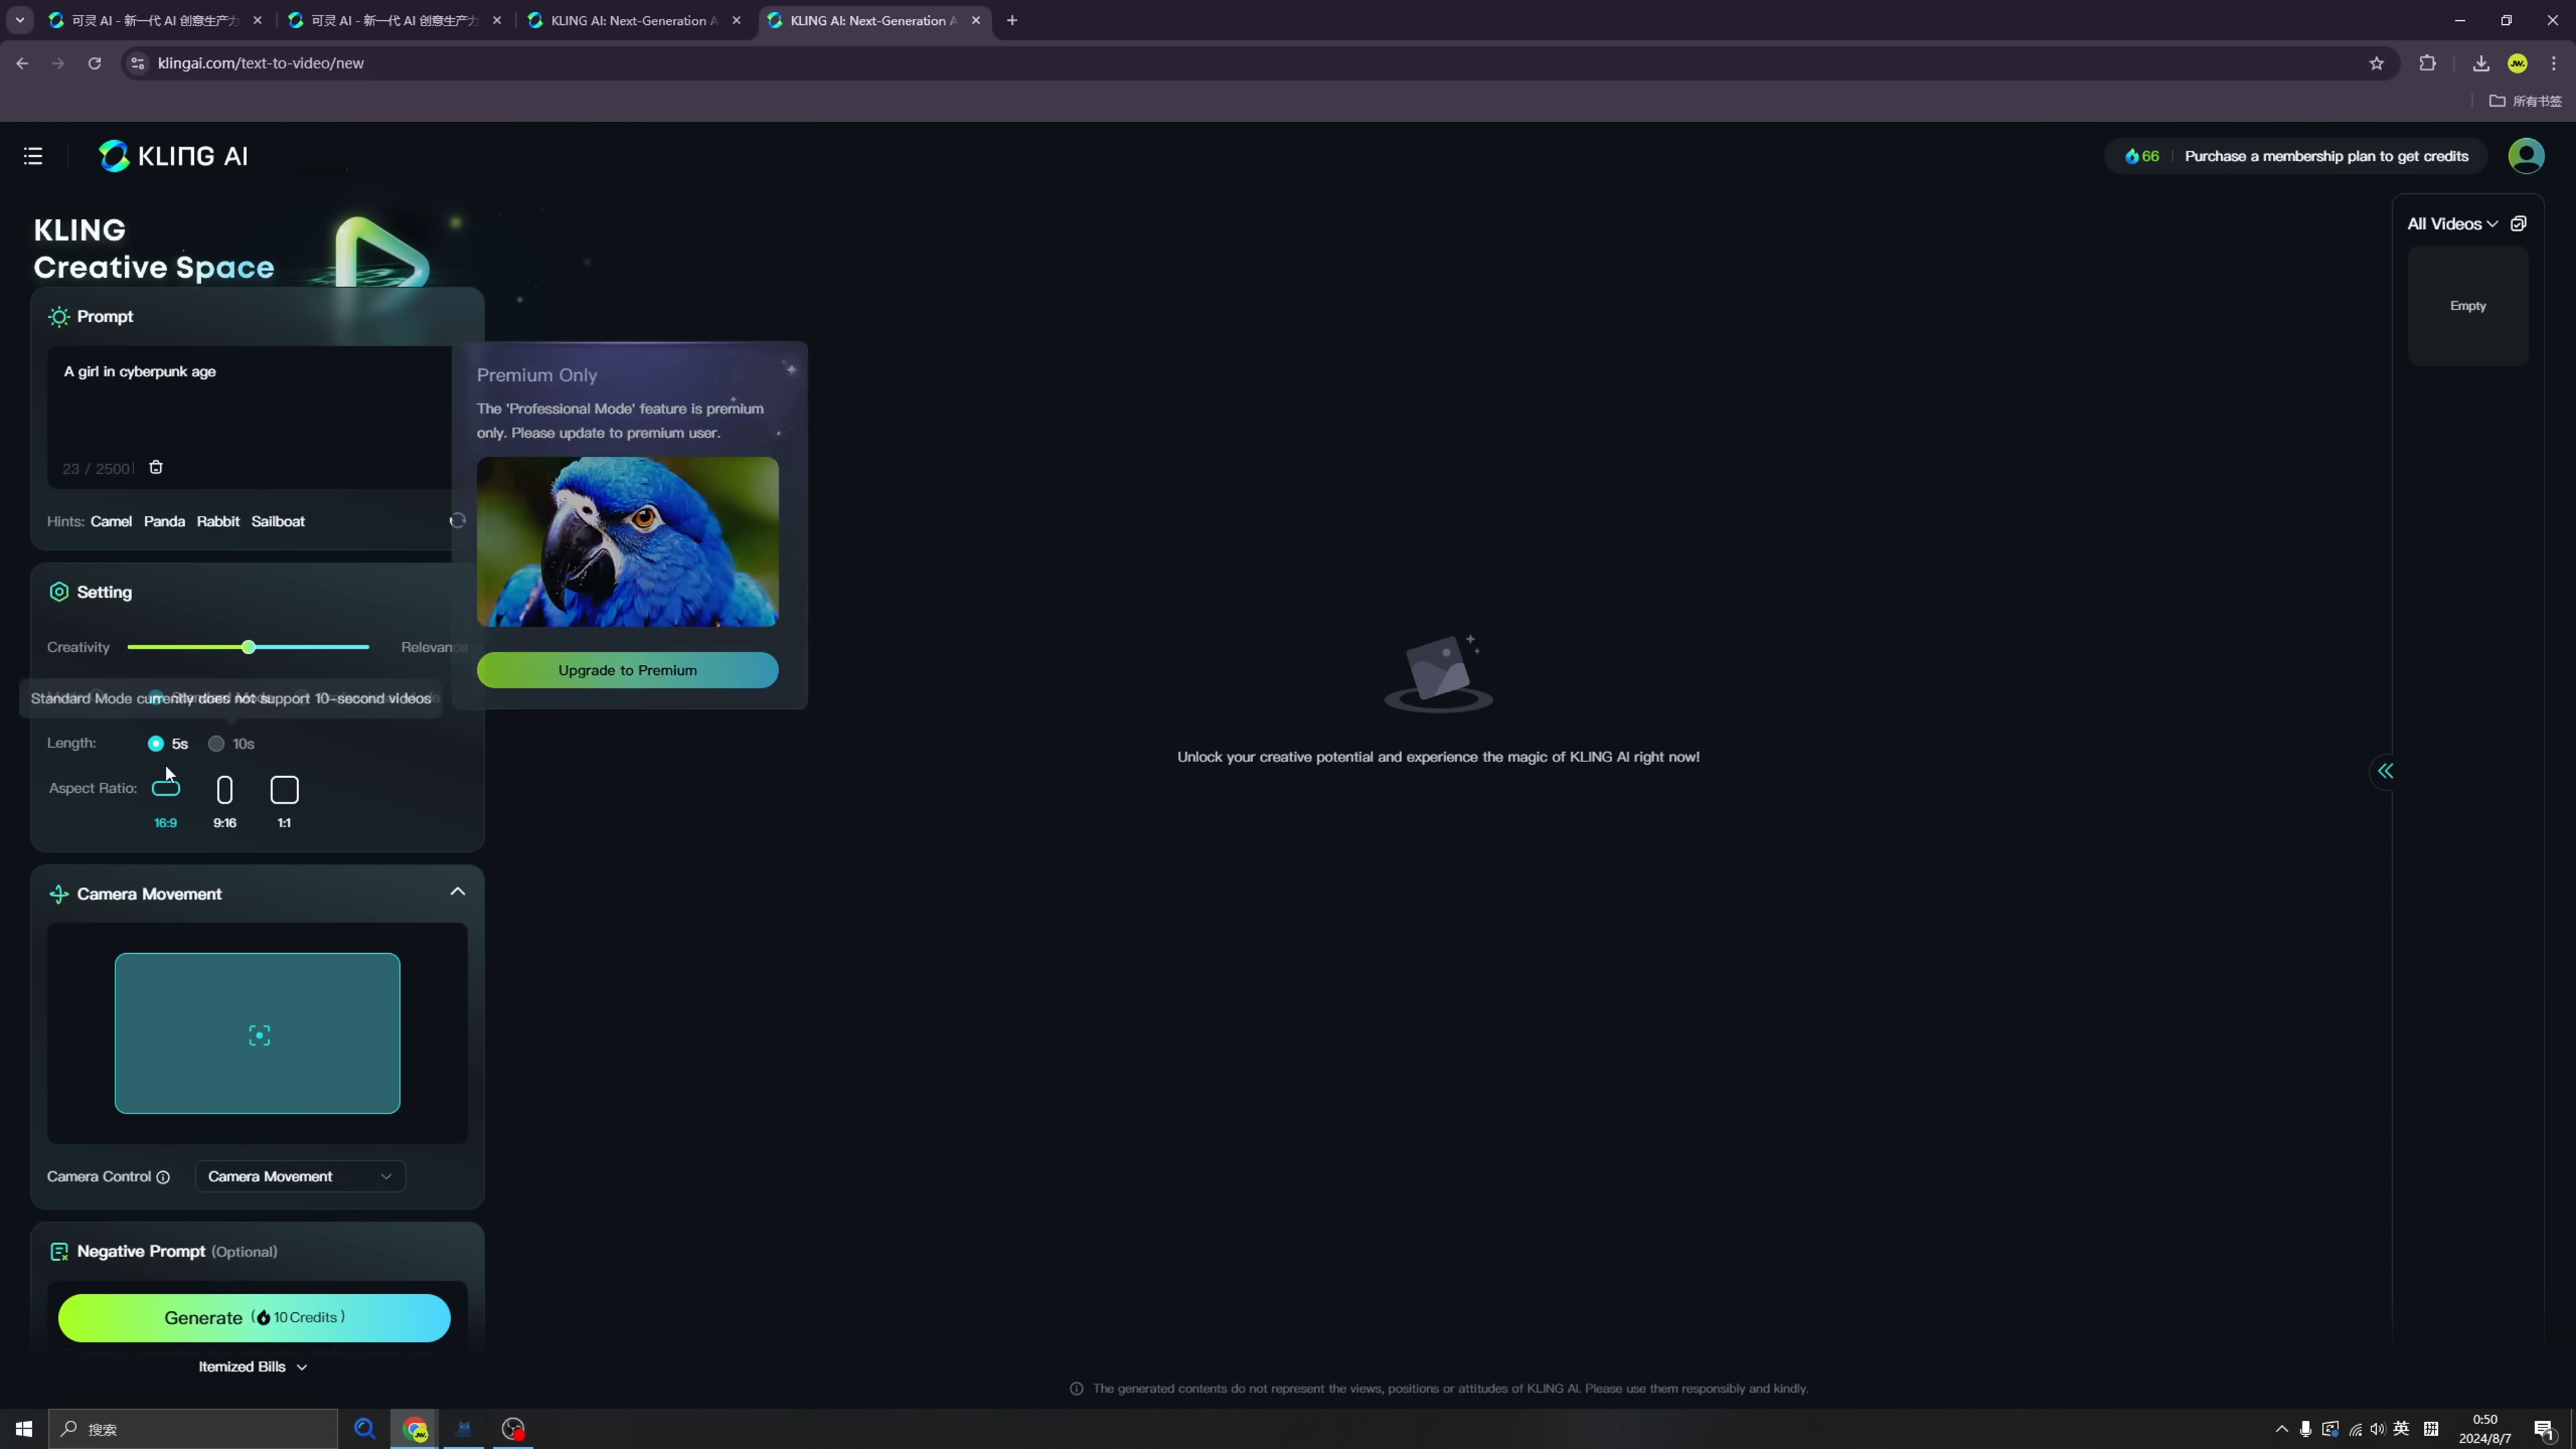 可灵 AI - 新一代 AI 创意生产力
可灵 AI - 新一代 AI 创意生产力
KLING AI: Next-Generation A
KLING AI: Next-Generation A
klingai.com/text-to-video/new
所有书签
KLING AI
66
Purchase a membership plan to get credits
KLING
Creative Space
All Videos
Empty
Prompt
A girl in cyberpunk age
23 / 2500
Hints: Camel Panda Rabbit Sailboat
Premium Only
The 'Professional Mode' feature is premium
only. Please update to premium user.
Upgrade to Premium
Setting
Creativity
Relevance
Standard Mode currently does not support 10-second videos
Length: 5s 10s
Aspect Ratio:
16:9 9:16 1:1
Unlock your creative potential and experience the magic of KLING AI right now!
Camera Movement
Camera Control
Camera Movement
Negative Prompt (Optional)
Generate ( 10 Credits )
Itemized Bills
The generated contents do not represent the views, positions or attitudes of KLING AI. Please use them responsibly and kindly.
搜索
英
拼
0:50
2024/8/7
1